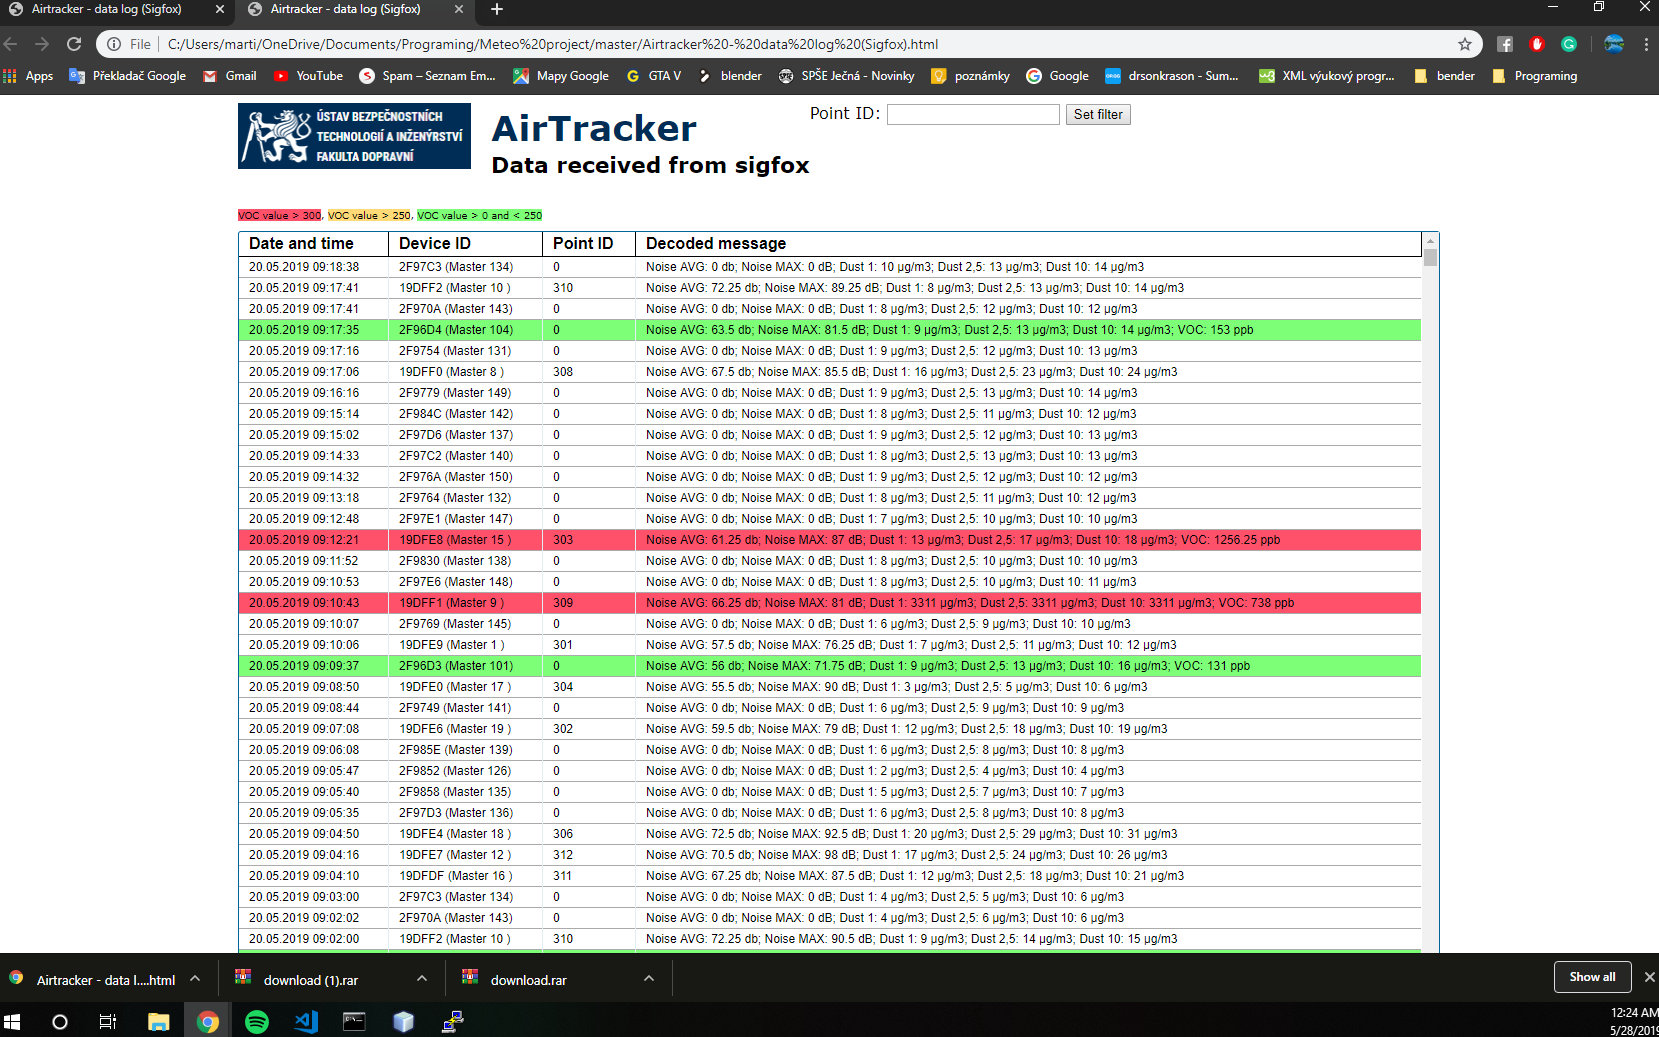 Airtracker - data log (Sigfox)
Airtracker - data log (Sigfox)
File | C:/Users/marti/OneDrive/Documents/Programing/Meteo%20project/master/Airtracker%20-%20data%20log%20(Sigfox).html
Apps Překladač Google Gmail YouTube Spam – Seznam Em... Mapy Google GTA V blender SPŠE Ječná - Novinky poznámky Google drsonkrason - Sum... XML výukový progr... bender Programing
ÚSTAV BEZPEČNOSTNÍCH
TECHNOLOGIÍ A INŽENÝRSTVÍ
FAKULTA DOPRAVNÍ
AirTracker
Data received from sigfox
Point ID: Set filter
VOC value > 300, VOC value > 250, VOC value > 0 and < 250
Date and time Device ID Point ID Decoded message
20.05.2019 09:18:38 2F97C3 (Master 134) 0 Noise AVG: 0 db; Noise MAX: 0 dB; Dust 1: 10 µg/m3; Dust 2,5: 13 µg/m3; Dust 10: 14 µg/m3
20.05.2019 09:17:41 19DFF2 (Master 10 ) 310 Noise AVG: 72.25 db; Noise MAX: 89.25 dB; Dust 1: 8 µg/m3; Dust 2,5: 13 µg/m3; Dust 10: 14 µg/m3
20.05.2019 09:17:41 2F970A (Master 143) 0 Noise AVG: 0 db; Noise MAX: 0 dB; Dust 1: 8 µg/m3; Dust 2,5: 12 µg/m3; Dust 10: 12 µg/m3
20.05.2019 09:17:35 2F96D4 (Master 104) 0 Noise AVG: 63.5 db; Noise MAX: 81.5 dB; Dust 1: 9 µg/m3; Dust 2,5: 13 µg/m3; Dust 10: 14 µg/m3; VOC: 153 ppb
20.05.2019 09:17:16 2F9754 (Master 131) 0 Noise AVG: 0 db; Noise MAX: 0 dB; Dust 1: 9 µg/m3; Dust 2,5: 12 µg/m3; Dust 10: 13 µg/m3
20.05.2019 09:17:06 19DFF0 (Master 8 ) 308 Noise AVG: 67.5 db; Noise MAX: 85.5 dB; Dust 1: 16 µg/m3; Dust 2,5: 23 µg/m3; Dust 10: 24 µg/m3
20.05.2019 09:16:16 2F9779 (Master 149) 0 Noise AVG: 0 db; Noise MAX: 0 dB; Dust 1: 9 µg/m3; Dust 2,5: 13 µg/m3; Dust 10: 14 µg/m3
20.05.2019 09:15:14 2F984C (Master 142) 0 Noise AVG: 0 db; Noise MAX: 0 dB; Dust 1: 8 µg/m3; Dust 2,5: 11 µg/m3; Dust 10: 12 µg/m3
20.05.2019 09:15:02 2F97D6 (Master 137) 0 Noise AVG: 0 db; Noise MAX: 0 dB; Dust 1: 9 µg/m3; Dust 2,5: 12 µg/m3; Dust 10: 13 µg/m3
20.05.2019 09:14:33 2F97C2 (Master 140) 0 Noise AVG: 0 db; Noise MAX: 0 dB; Dust 1: 8 µg/m3; Dust 2,5: 13 µg/m3; Dust 10: 13 µg/m3
20.05.2019 09:14:32 2F976A (Master 150) 0 Noise AVG: 0 db; Noise MAX: 0 dB; Dust 1: 9 µg/m3; Dust 2,5: 12 µg/m3; Dust 10: 12 µg/m3
20.05.2019 09:13:18 2F9764 (Master 132) 0 Noise AVG: 0 db; Noise MAX: 0 dB; Dust 1: 8 µg/m3; Dust 2,5: 11 µg/m3; Dust 10: 12 µg/m3
20.05.2019 09:12:48 2F97E1 (Master 147) 0 Noise AVG: 0 db; Noise MAX: 0 dB; Dust 1: 7 µg/m3; Dust 2,5: 10 µg/m3; Dust 10: 10 µg/m3
20.05.2019 09:12:21 19DFE8 (Master 15 ) 303 Noise AVG: 61.25 db; Noise MAX: 87 dB; Dust 1: 13 µg/m3; Dust 2,5: 17 µg/m3; Dust 10: 18 µg/m3; VOC: 1256.25 ppb
20.05.2019 09:11:52 2F9830 (Master 138) 0 Noise AVG: 0 db; Noise MAX: 0 dB; Dust 1: 8 µg/m3; Dust 2,5: 10 µg/m3; Dust 10: 10 µg/m3
20.05.2019 09:10:53 2F97E6 (Master 148) 0 Noise AVG: 0 db; Noise MAX: 0 dB; Dust 1: 8 µg/m3; Dust 2,5: 10 µg/m3; Dust 10: 11 µg/m3
20.05.2019 09:10:43 19DFF1 (Master 9 ) 309 Noise AVG: 66.25 db; Noise MAX: 81 dB; Dust 1: 3311 µg/m3; Dust 2,5: 3311 µg/m3; Dust 10: 3311 µg/m3; VOC: 738 ppb
20.05.2019 09:10:07 2F9769 (Master 145) 0 Noise AVG: 0 db; Noise MAX: 0 dB; Dust 1: 6 µg/m3; Dust 2,5: 9 µg/m3; Dust 10: 10 µg/m3
20.05.2019 09:10:06 19DFE9 (Master 1 ) 301 Noise AVG: 57.5 db; Noise MAX: 76.25 dB; Dust 1: 7 µg/m3; Dust 2,5: 11 µg/m3; Dust 10: 12 µg/m3
20.05.2019 09:09:37 2F96D3 (Master 101) 0 Noise AVG: 56 db; Noise MAX: 71.75 dB; Dust 1: 9 µg/m3; Dust 2,5: 13 µg/m3; Dust 10: 16 µg/m3; VOC: 131 ppb
20.05.2019 09:08:50 19DFE0 (Master 17 ) 304 Noise AVG: 55.5 db; Noise MAX: 90 dB; Dust 1: 3 µg/m3; Dust 2,5: 5 µg/m3; Dust 10: 6 µg/m3
20.05.2019 09:08:44 2F9749 (Master 141) 0 Noise AVG: 0 db; Noise MAX: 0 dB; Dust 1: 6 µg/m3; Dust 2,5: 9 µg/m3; Dust 10: 9 µg/m3
20.05.2019 09:07:08 19DFE6 (Master 19 ) 302 Noise AVG: 59.5 db; Noise MAX: 79 dB; Dust 1: 12 µg/m3; Dust 2,5: 18 µg/m3; Dust 10: 19 µg/m3
20.05.2019 09:06:08 2F985E (Master 139) 0 Noise AVG: 0 db; Noise MAX: 0 dB; Dust 1: 6 µg/m3; Dust 2,5: 8 µg/m3; Dust 10: 8 µg/m3
20.05.2019 09:05:47 2F9852 (Master 126) 0 Noise AVG: 0 db; Noise MAX: 0 dB; Dust 1: 2 µg/m3; Dust 2,5: 4 µg/m3; Dust 10: 4 µg/m3
20.05.2019 09:05:40 2F9858 (Master 135) 0 Noise AVG: 0 db; Noise MAX: 0 dB; Dust 1: 5 µg/m3; Dust 2,5: 7 µg/m3; Dust 10: 7 µg/m3
20.05.2019 09:05:35 2F97D3 (Master 136) 0 Noise AVG: 0 db; Noise MAX: 0 dB; Dust 1: 6 µg/m3; Dust 2,5: 8 µg/m3; Dust 10: 8 µg/m3
20.05.2019 09:04:50 19DFE4 (Master 18 ) 306 Noise AVG: 72.5 db; Noise MAX: 92.5 dB; Dust 1: 20 µg/m3; Dust 2,5: 29 µg/m3; Dust 10: 31 µg/m3
20.05.2019 09:04:16 19DFE7 (Master 12 ) 312 Noise AVG: 70.5 db; Noise MAX: 98 dB; Dust 1: 17 µg/m3; Dust 2,5: 24 µg/m3; Dust 10: 26 µg/m3
20.05.2019 09:04:10 19DFDF (Master 16 ) 311 Noise AVG: 67.25 db; Noise MAX: 87.5 dB; Dust 1: 12 µg/m3; Dust 2,5: 18 µg/m3; Dust 10: 21 µg/m3
20.05.2019 09:03:00 2F97C3 (Master 134) 0 Noise AVG: 0 db; Noise MAX: 0 dB; Dust 1: 4 µg/m3; Dust 2,5: 5 µg/m3; Dust 10: 6 µg/m3
20.05.2019 09:02:02 2F970A (Master 143) 0 Noise AVG: 0 db; Noise MAX: 0 dB; Dust 1: 4 µg/m3; Dust 2,5: 6 µg/m3; Dust 10: 6 µg/m3
20.05.2019 09:02:00 19DFF2 (Master 10 ) 310 Noise AVG: 72.25 db; Noise MAX: 90.5 dB; Dust 1: 9 µg/m3; Dust 2,5: 14 µg/m3; Dust 10: 15 µg/m3
Airtracker - data l....html download (1).rar download.rar Show all
12:24 AM
5/28/2019